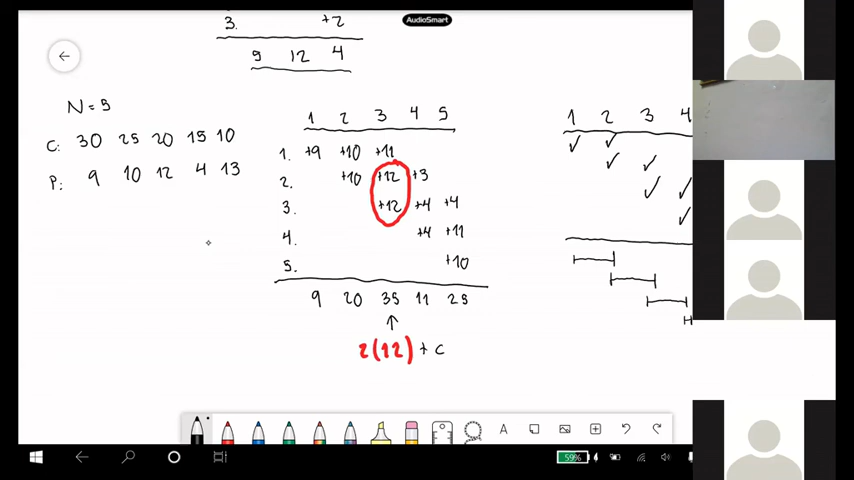 3. +2
AudioSmart
9 12 4
N = 5
C: 30 25 20 15 10
P: 9 10 12 4 13
1 2 3 4 5
1. +9 +10 +11
2. +10 +12 +3
3. +12 +4 +4
4. +4 +11
5. +10
9 20 35 11 25
2(12) + c
1 2 3 4
59%